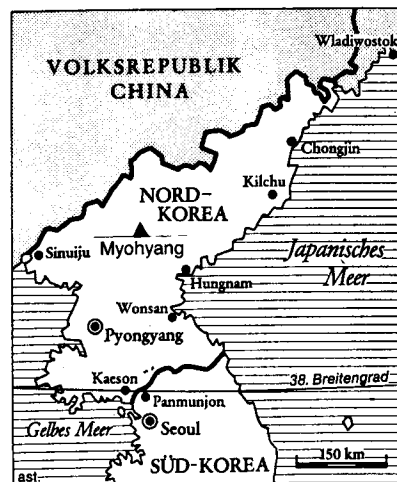 Wladiwostok
VOLKSREPUBLIK
CHINA
Chongjin
Kilchu
NORD-
KOREA
Sinuiju
Myohyang
Japanisches
Meer
Hungnam
Wonsan
Pyongyang
Kaeson
38. Breitengrad
Panmunjon
Gelbes Meer
Seoul
150 km
SÜD-KOREA
ast.